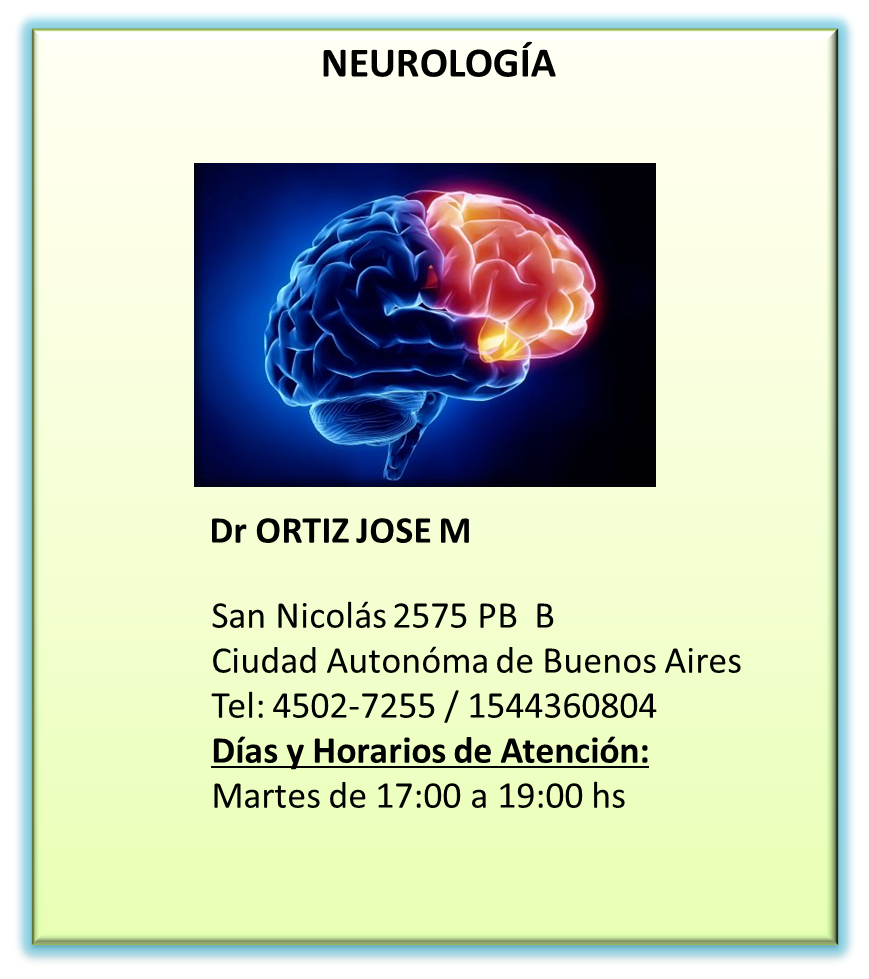 NEUROLOGÍA
Dr ORTIZ JOSE M
San Nicolás 2575 PB  B
Ciudad Autonóma de Buenos Aires
Tel: 4502-7255 / 1544360804
Días y Horarios de Atención:
Martes de 17:00 a 19:00 hs